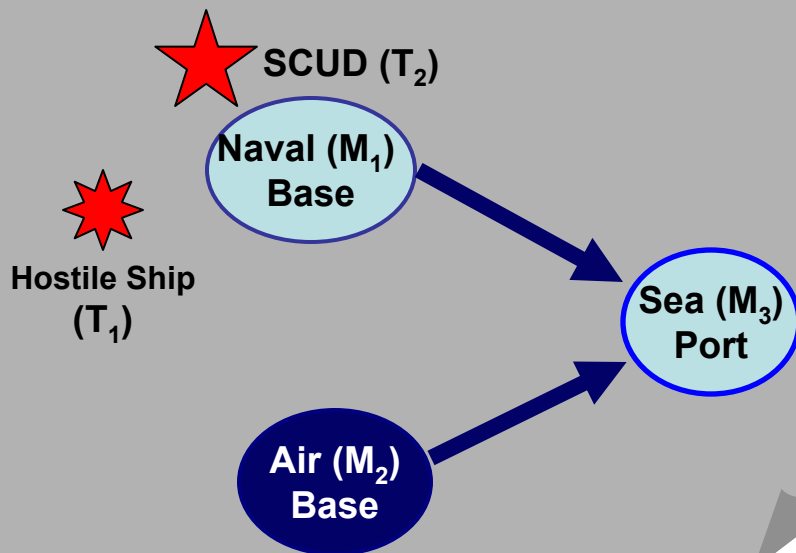 SCUD (T₂)
Naval (M₁)
Base
Hostile Ship
(T₁)
Sea (M₃)
Port
Air (M₂)
Base